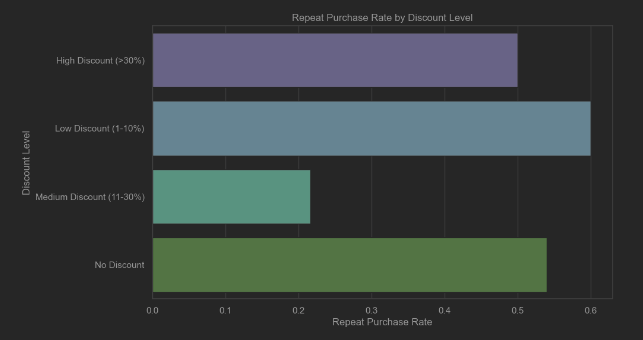 Repeat Purchase Rate by Discount Level
Discount Level
High Discount (>30%)
Low Discount (1-10%)
Medium Discount (11-30%)
No Discount
0.0 0.1 0.2 0.3 0.4 0.5 0.6
Repeat Purchase Rate